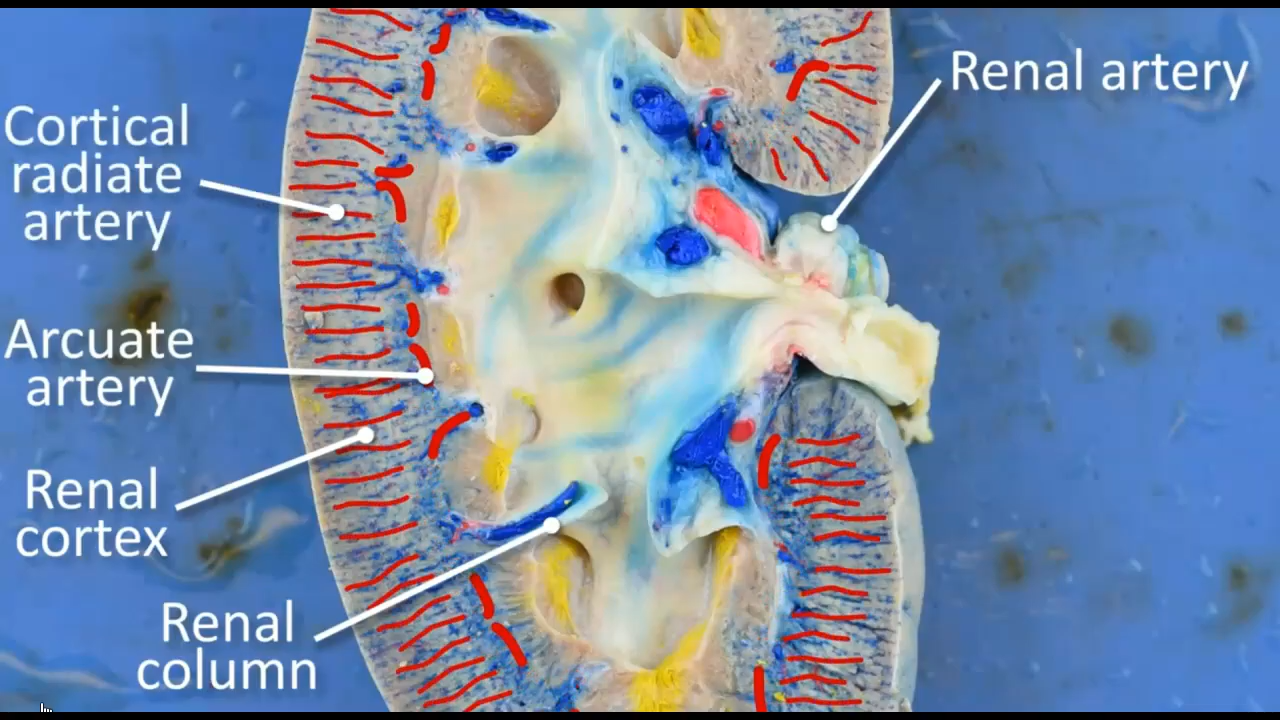 Renal artery
Cortical
radiate
artery
Arcuate
artery
Renal
cortex
Renal
column